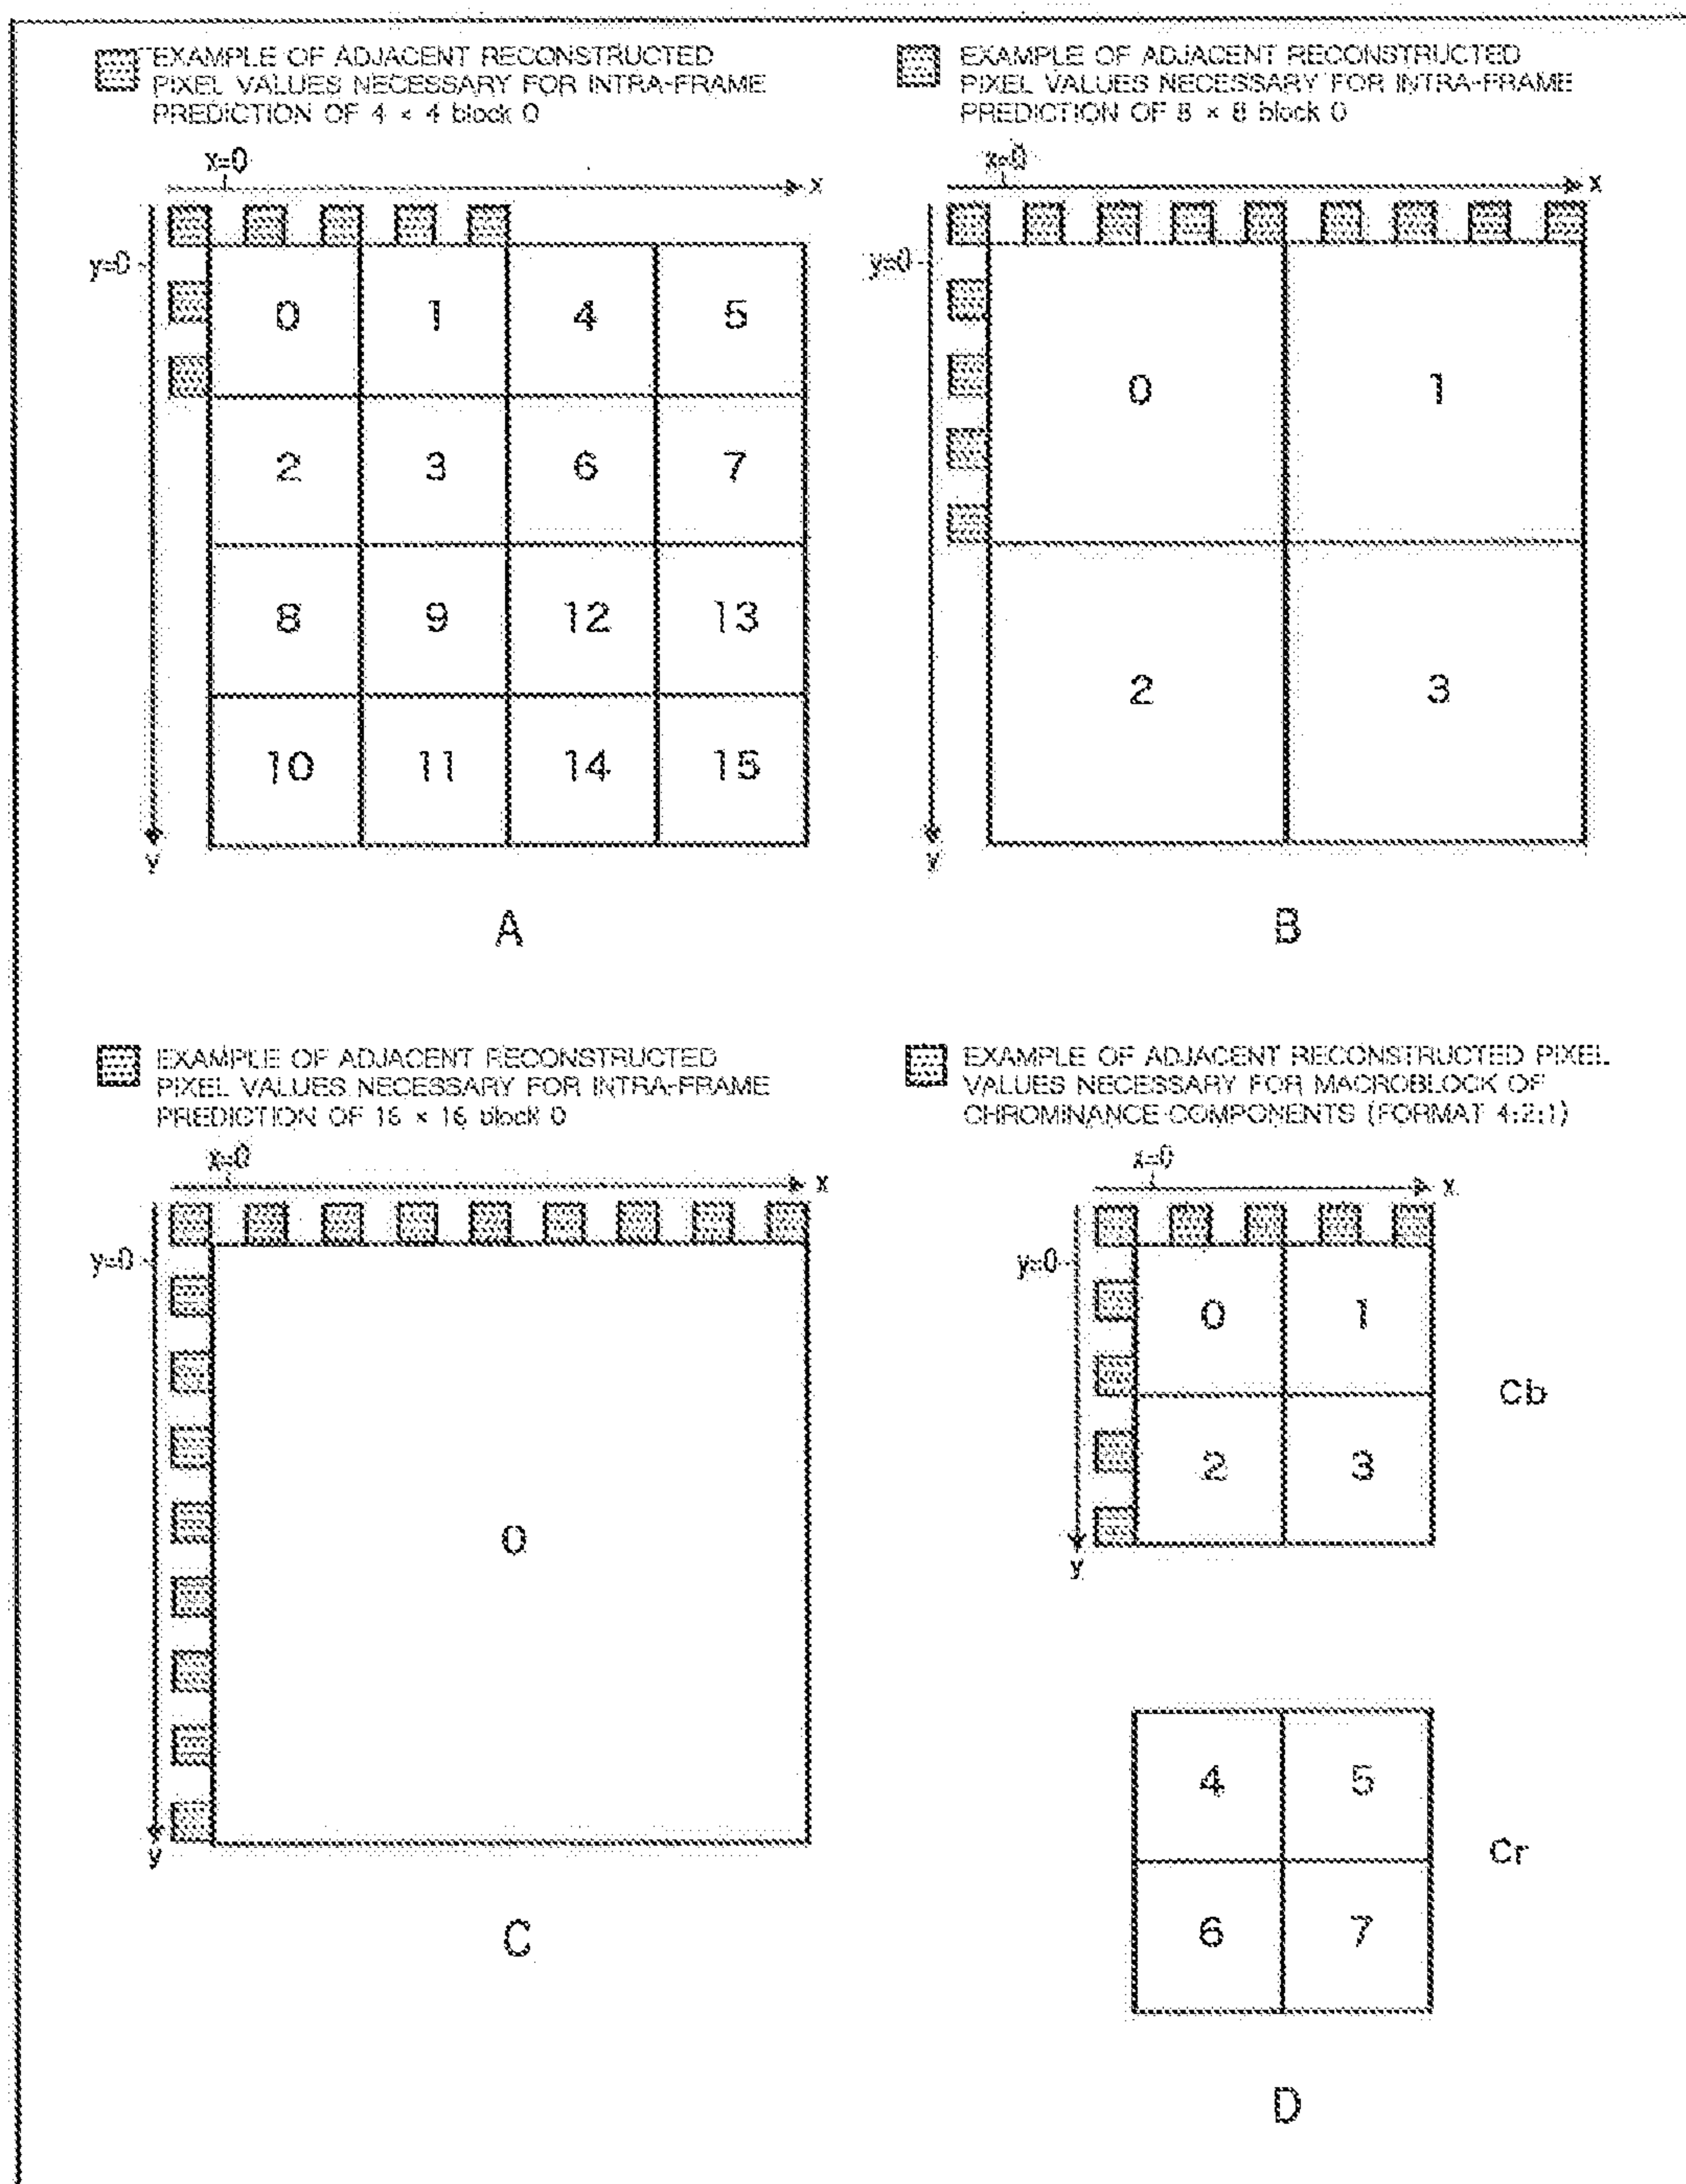 EXAMPLE OF ADJACENT RECONSTRUCTED
PIXEL VALUES NECESSARY FOR INTRA-FRAME
PREDICTION OF 4 × 4 block 0
x=0
x
y=0
0 1 4 5
2 3 6 7
8 9 12 13
10 11 14 15
y
A
EXAMPLE OF ADJACENT RECONSTRUCTED
PIXEL VALUES NECESSARY FOR INTRA-FRAME
PREDICTION OF 8 × 8 block 0
x=0
x
y=0
0 1
2 3
y
B
EXAMPLE OF ADJACENT RECONSTRUCTED
PIXEL VALUES NECESSARY FOR INTRA-FRAME
PREDICTION OF 16 × 16 block 0
x=0
x
y=0
0
y
C
EXAMPLE OF ADJACENT RECONSTRUCTED PIXEL
VALUES NECESSARY FOR MACROBLOCK OF
CHROMINANCE COMPONENTS (FORMAT 4:2:1)
x=0
x
y=0
0 1
Cb
2 3
y
4 5
Cr
6 7
D